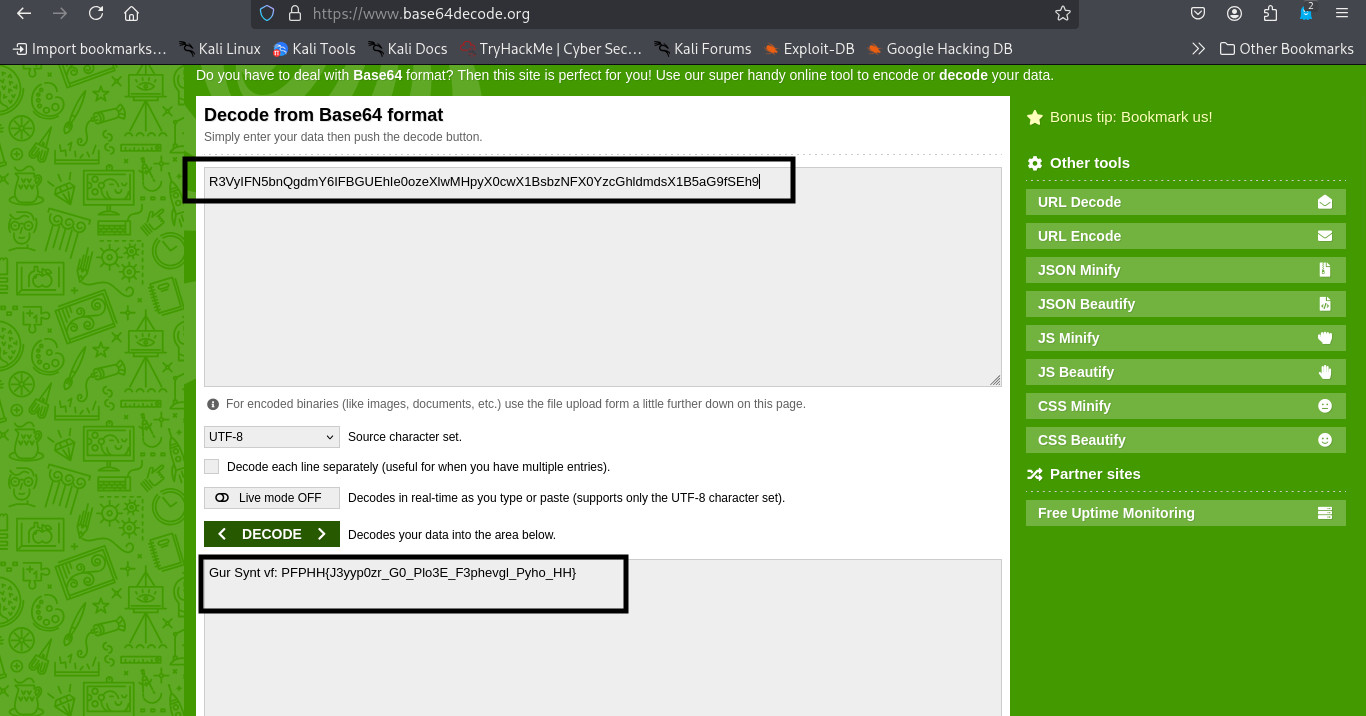 https://www.base64decode.org
2
Import bookmarks…
Kali Linux
Kali Tools
Kali Docs
TryHackMe | Cyber Sec…
Kali Forums
Exploit-DB
Google Hacking DB
Other Bookmarks
Do you have to deal with Base64 format? Then this site is perfect for you! Use our super handy online tool to encode or decode your data.
Decode from Base64 format
Simply enter your data then push the decode button.
R3VyIFN5bnQgdmY6IFBGUEhIe0ozeXlwMHpyX0cwX1BsbzNFX0YzcGhldmdsX1B5aG9fSEh9
For encoded binaries (like images, documents, etc.) use the file upload form a little further down on this page.
UTF-8
Source character set.
Decode each line separately (useful for when you have multiple entries).
Live mode OFF
Decodes in real-time as you type or paste (supports only the UTF-8 character set).
DECODE
Decodes your data into the area below.
Gur Synt vf: PFPHH{J3yyp0zr_G0_Plo3E_F3phevgl_Pyho_HH}
Bonus tip: Bookmark us!
Other tools
URL Decode
URL Encode
JSON Minify
JSON Beautify
JS Minify
JS Beautify
CSS Minify
CSS Beautify
Partner sites
Free Uptime Monitoring